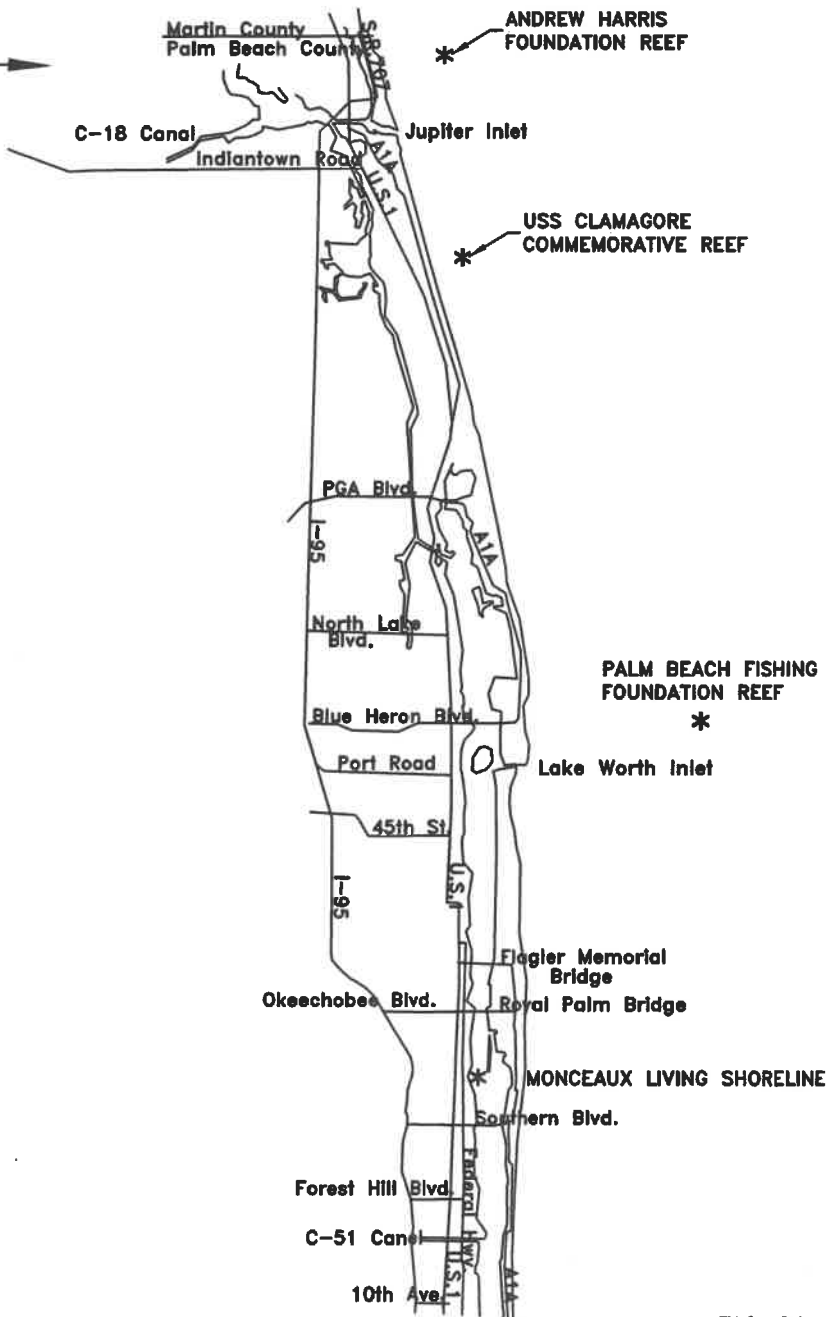 ANDREW HARRIS
FOUNDATION REEF
Martin County
Palm Beach County
S.R.707
C-18 Canal
Jupiter Inlet
Indiantown Road
A1A
U.S.1
USS CLAMAGORE
COMMEMORATIVE REEF
PGA Blvd.
I-95
A1A
North Lake
Blvd.
PALM BEACH FISHING
FOUNDATION REEF
Blue Heron Blvd.
Port Road
Lake Worth Inlet
45th St.
I-95
U.S.1
Flagler Memorial
Bridge
Okeechobee Blvd.
Royal Palm Bridge
MONCEAUX LIVING SHORELINE
Southern Blvd.
Federal Hwy.
Forest Hill Blvd.
C-51 Canal
U.S.1
A1A
10th Ave.